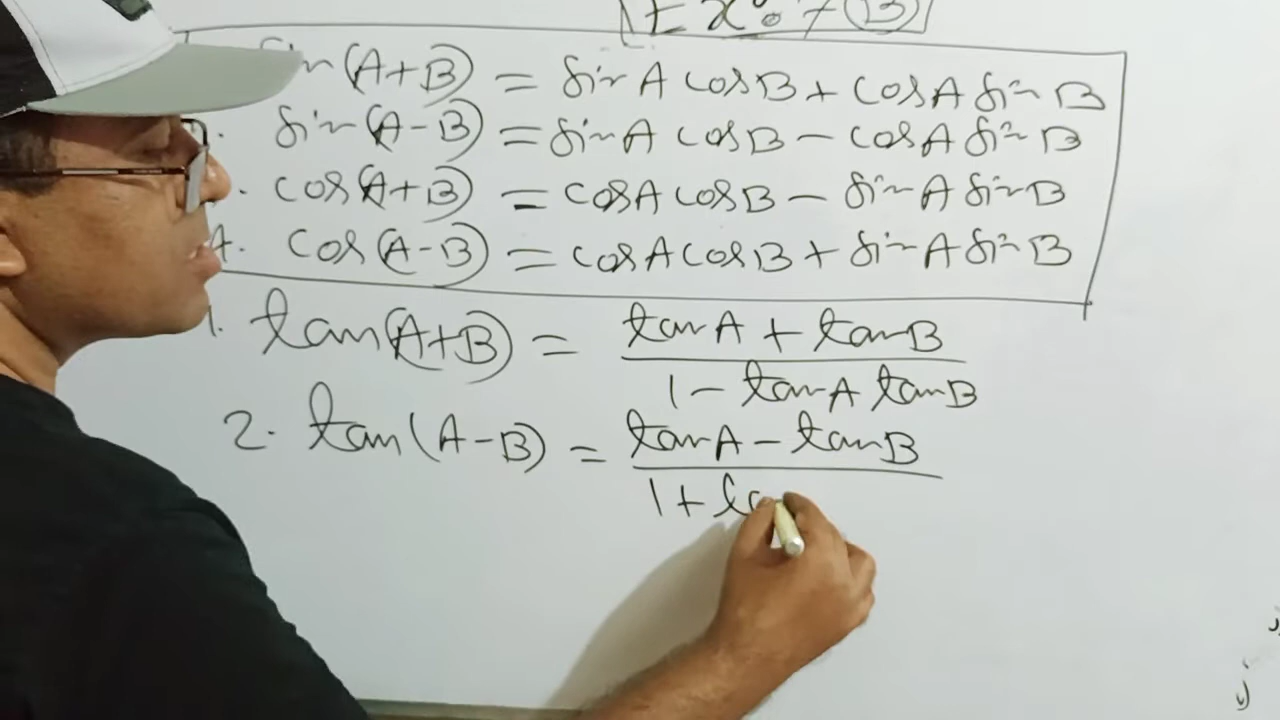 sin(A+B) = sin A cos B + cos A sin B
sin(A-B) = sin A cos B - cos A sin B
cos(A+B) = cos A cos B - sin A sin B
4. cos(A-B) = cos A cos B + sin A sin B
1. tan(A+B) = tan A + tan B
1 - tan A tan B
2. tan(A-B) = tan A - tan B
1 + ta